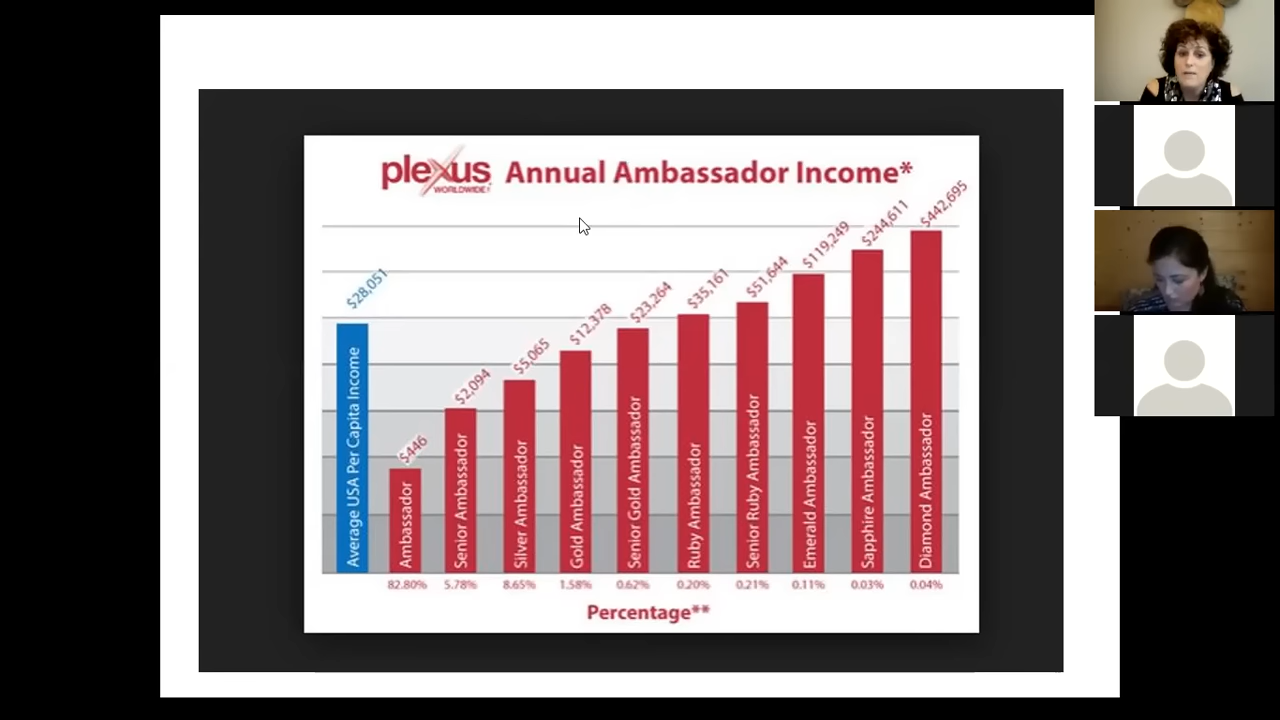 plexus
WORLDWIDE
Annual Ambassador Income*
$28,051
$446
$2,094
$5,065
$12,378
$23,264
$35,161
$51,644
$119,249
$244,611
$442,695
Average USA Per Capita Income
Ambassador
Senior Ambassador
Silver Ambassador
Gold Ambassador
Senior Gold Ambassador
Ruby Ambassador
Senior Ruby Ambassador
Emerald Ambassador
Sapphire Ambassador
Diamond Ambassador
82.80% 5.78% 8.65% 1.58% 0.62% 0.20% 0.21% 0.11% 0.03% 0.04%
Percentage**